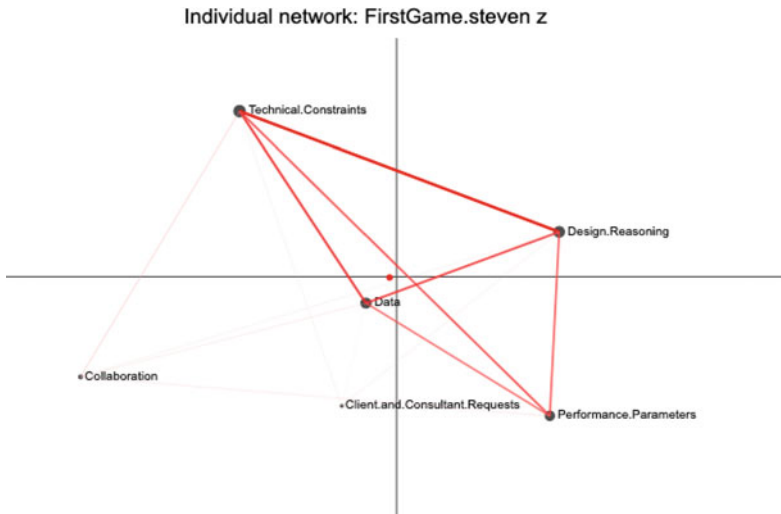 Individual network: FirstGame.steven z
Technical.Constraints
Design.Reasoning
Data
Collaboration
Client.and.Consultant.Requests
Performance.Parameters